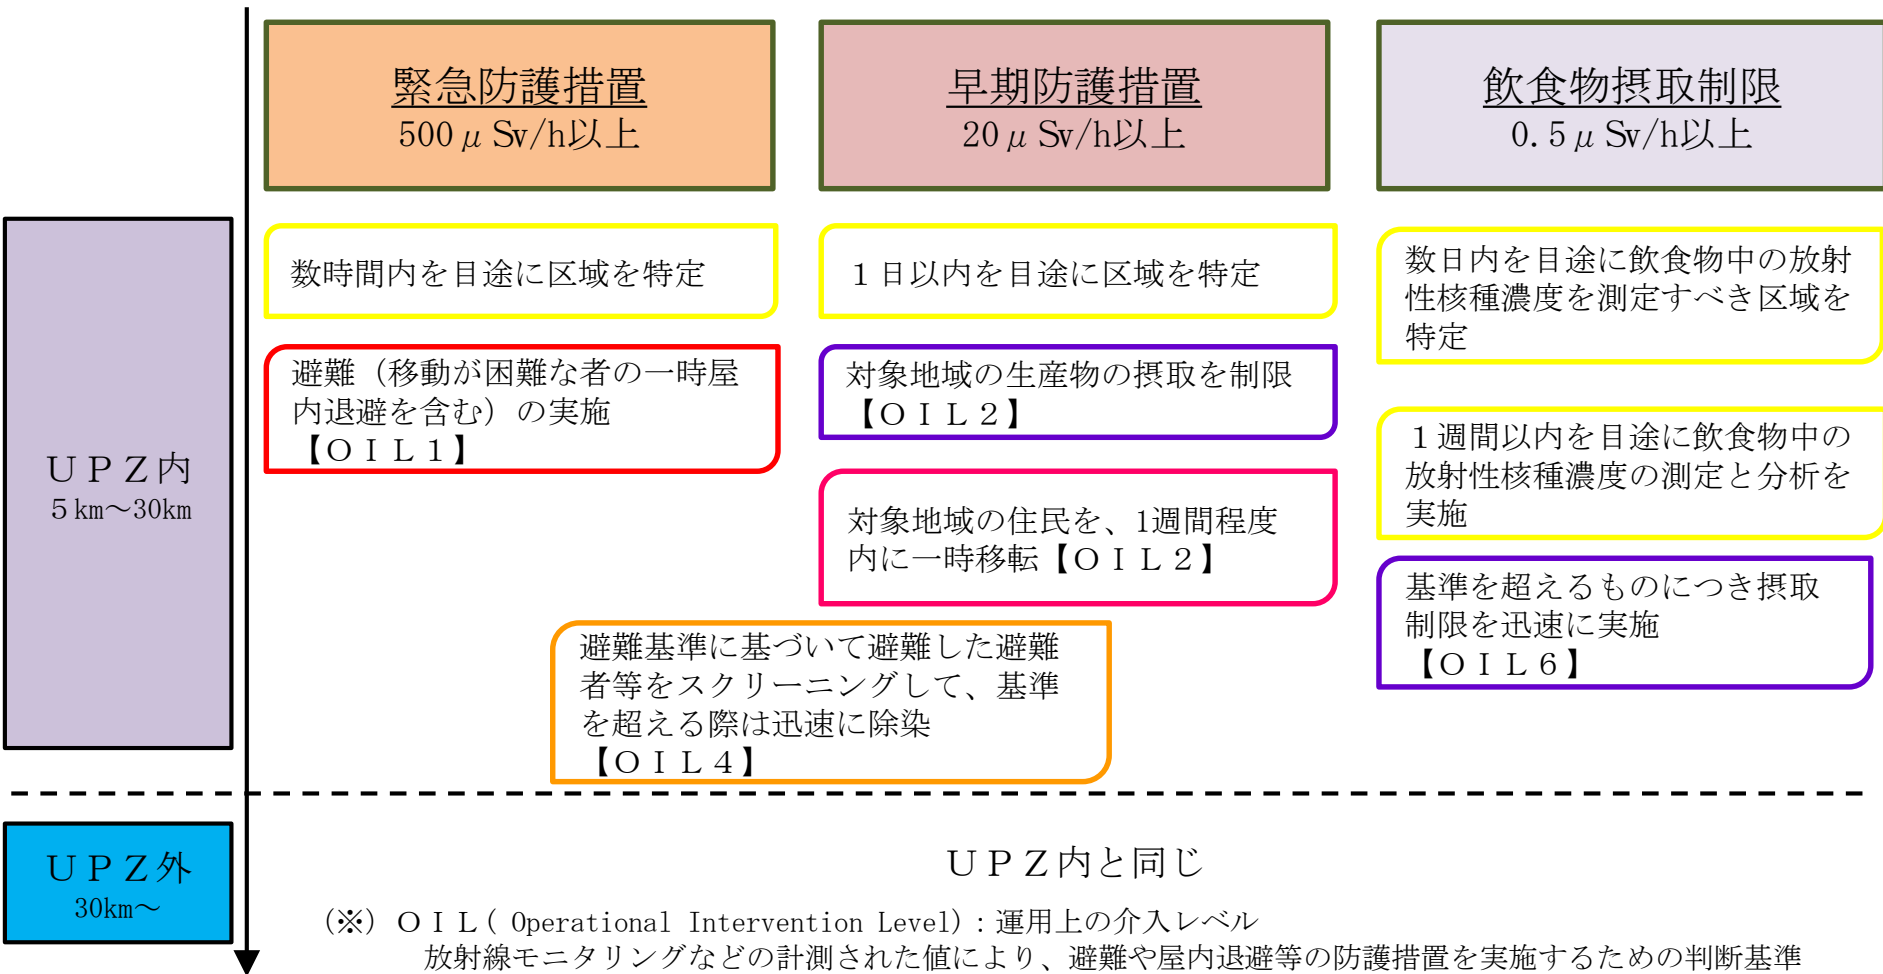 緊急防護措置
500μSv/h以上
早期防護措置
20μSv/h以上
飲食物摂取制限
0.5μSv/h以上
UPZ内
5km～30km
数時間内を目途に区域を特定
避難（移動が困難な者の一時屋
内退避を含む）の実施
【OIL1】
1日以内を目途に区域を特定
対象地域の生産物の摂取を制限
【OIL2】
対象地域の住民を、1週間程度
内に一時移転【OIL2】
避難基準に基づいて避難した避難
者等をスクリーニングして、基準
を超える際は迅速に除染
【OIL4】
数日内を目途に飲食物中の放射
性核種濃度を測定すべき区域を
特定
1週間以内を目途に飲食物中の
放射性核種濃度の測定と分析を
実施
基準を超えるものにつき摂取
制限を迅速に実施
【OIL6】
UPZ外
30km～
UPZ内と同じ
(※) OIL( Operational Intervention Level)：運用上の介入レベル
放射線モニタリングなどの計測された値により、避難や屋内退避等の防護措置を実施するための判断基準